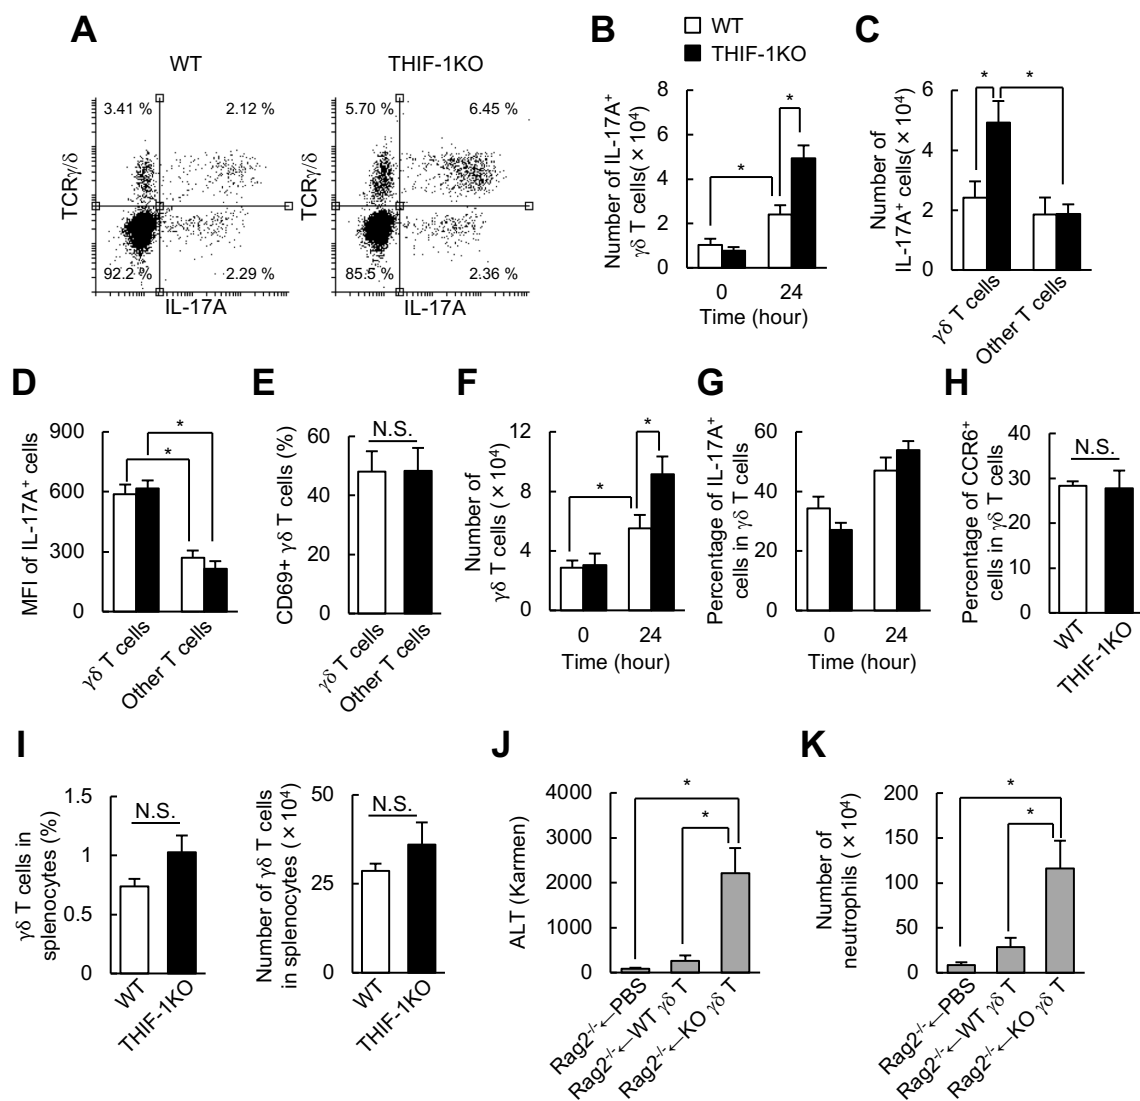 A
WT
THIF-1KO
3.41 %
2.12 %
92.2 %
2.29 %
TCRγ/δ
IL-17A
5.70 %
6.45 %
85.5 %
2.36 %
TCRγ/δ
IL-17A
B
WT
THIF-1KO
Number of IL-17A⁺
γδ T cells(×10⁴)
8
6
4
2
0
*
*
0
24
Time (hour)
C
Number of
IL-17A⁺ cells(×10⁴)
6
4
2
0
*
*
γδ T cells
Other T cells
D
MFI of IL-17A⁺ cells
900
600
300
0
*
*
γδ T cells
Other T cells
E
CD69+ γδ T cells (%)
60
40
20
0
N.S.
γδ T cells
Other T cells
F
Number of
γδ T cells (×10⁴)
12
8
4
0
*
*
0
24
Time (hour)
G
Percentage of IL-17A⁺
cells in γδ T cells
60
40
20
0
0
24
Time (hour)
H
Percentage of CCR6⁺
cells in γδ T cells
40
30
20
10
0
N.S.
WT
THIF-1KO
I
γδ T cells in
splenocytes (%)
1.5
1
0.5
0
N.S.
WT
THIF-1KO
Number of γδ T cells
in splenocytes (×10⁴)
50
25
0
N.S.
WT
THIF-1KO
J
ALT (Karmen)
4000
3000
2000
1000
0
*
*
Rag2⁻/⁻←PBS
Rag2⁻/⁻←WT γδ T
Rag2⁻/⁻←KO γδ T
K
Number of
neutrophils (×10⁴)
200
150
100
50
0
*
*
Rag2⁻/⁻←PBS
Rag2⁻/⁻←WT γδ T
Rag2⁻/⁻←KO γδ T